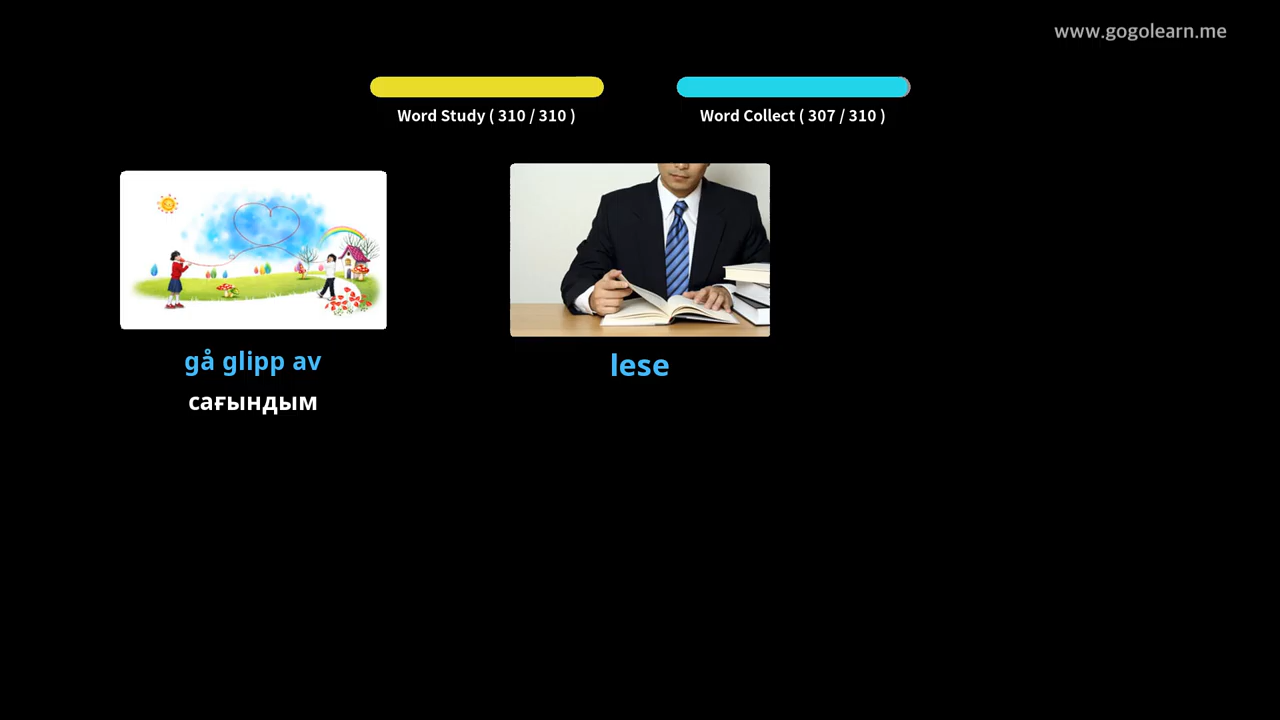 www.gogolearn.me
Word Study ( 310 / 310 )
Word Collect ( 307 / 310 )
gå glipp av
сағындым
lese